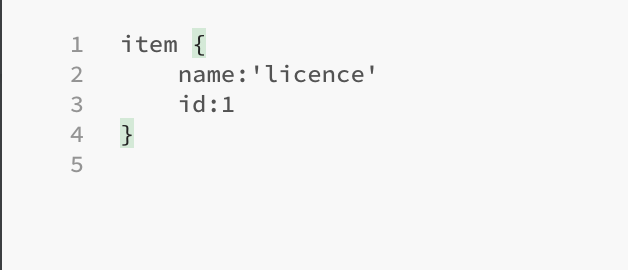 1 item {
2     name:'licence'
3     id:1
4 }
5